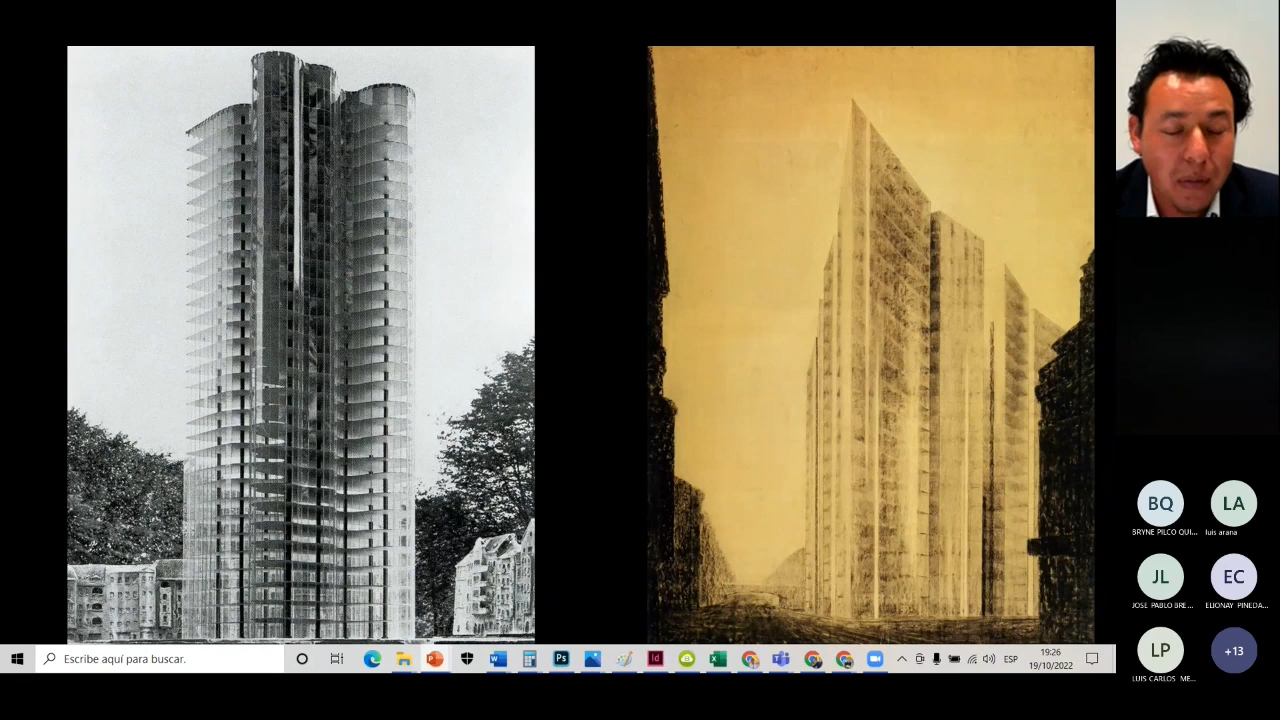 BQ
LA
BRYNE PILCO QUI...
luis arana
JL
EC
JOSE PABLO BRE...
ELIONAY PINEDA...
LP
+13
LUIS CARLOS ME...
Escribe aquí para buscar.
ESP
19:26
19/10/2022